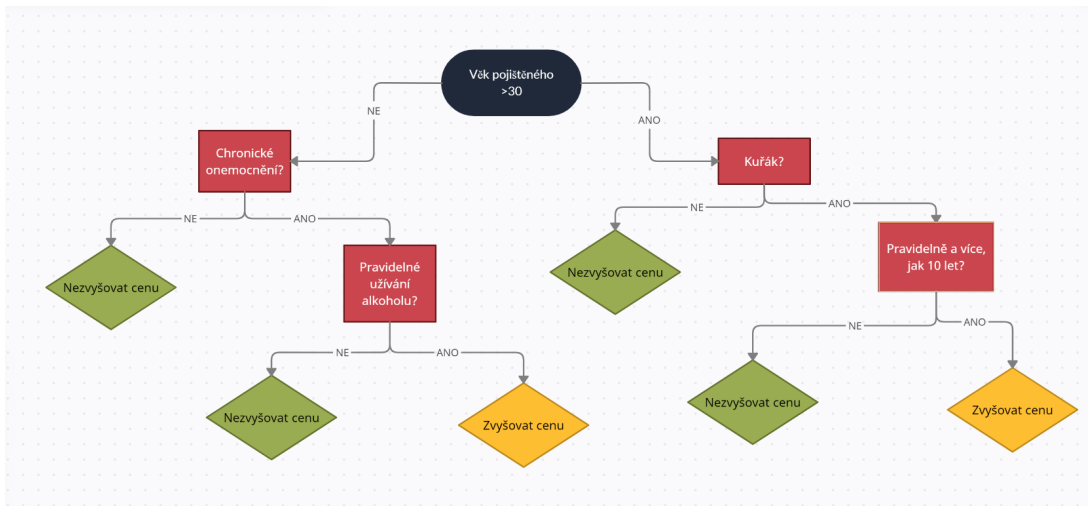 Věk pojištěného
>30
NE
ANO
Chronické
onemocnění?
Kuřák?
NE
ANO
NE
ANO
Nezvyšovat cenu
Pravidelné
užívání
alkoholu?
Nezvyšovat cenu
Pravidelně a více,
jak 10 let?
NE
ANO
NE
ANO
Nezvyšovat cenu
Zvyšovat cenu
Nezvyšovat cenu
Zvyšovat cenu